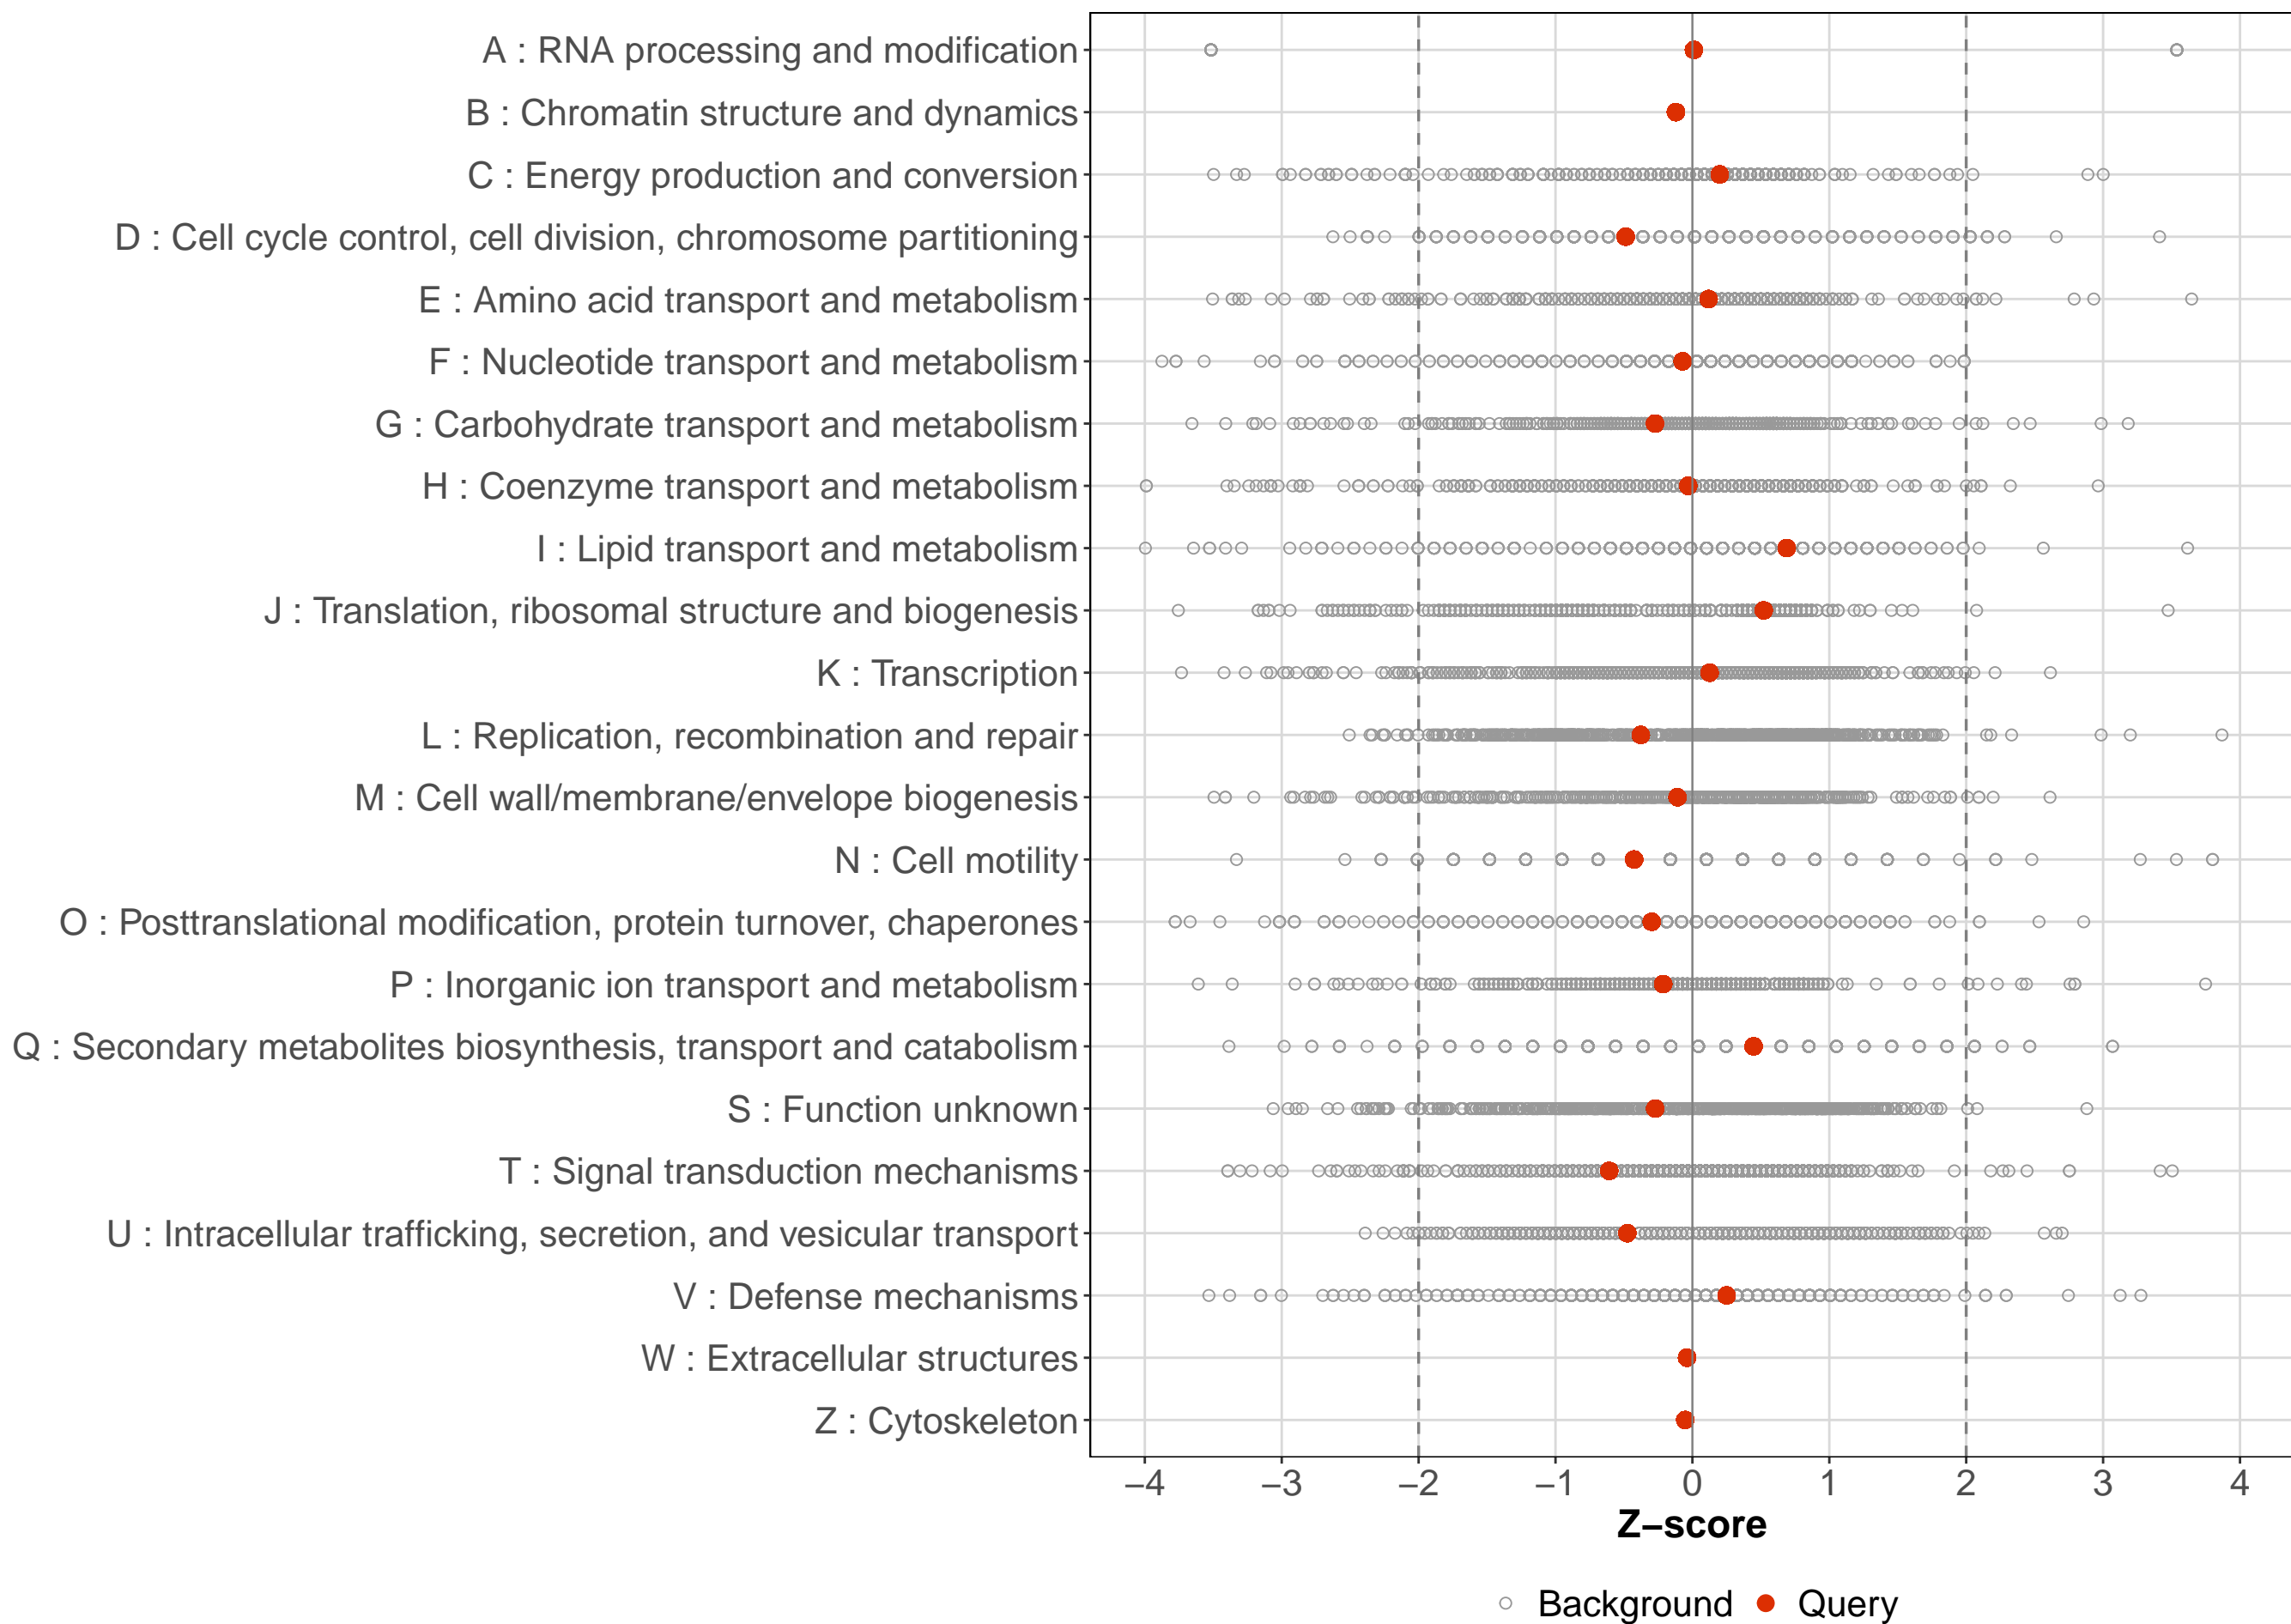 A : RNA processing and modification
B : Chromatin structure and dynamics
C : Energy production and conversion
D : Cell cycle control, cell division, chromosome partitioning
E : Amino acid transport and metabolism
F : Nucleotide transport and metabolism
G : Carbohydrate transport and metabolism
H : Coenzyme transport and metabolism
I : Lipid transport and metabolism
J : Translation, ribosomal structure and biogenesis
K : Transcription
L : Replication, recombination and repair
M : Cell wall/membrane/envelope biogenesis
N : Cell motility
O : Posttranslational modification, protein turnover, chaperones
P : Inorganic ion transport and metabolism
Q : Secondary metabolites biosynthesis, transport and catabolism
S : Function unknown
T : Signal transduction mechanisms
U : Intracellular trafficking, secretion, and vesicular transport
V : Defense mechanisms
W : Extracellular structures
Z : Cytoskeleton
−4 −3 −2 −1 0 1 2 3 4
Z−score
Background Query